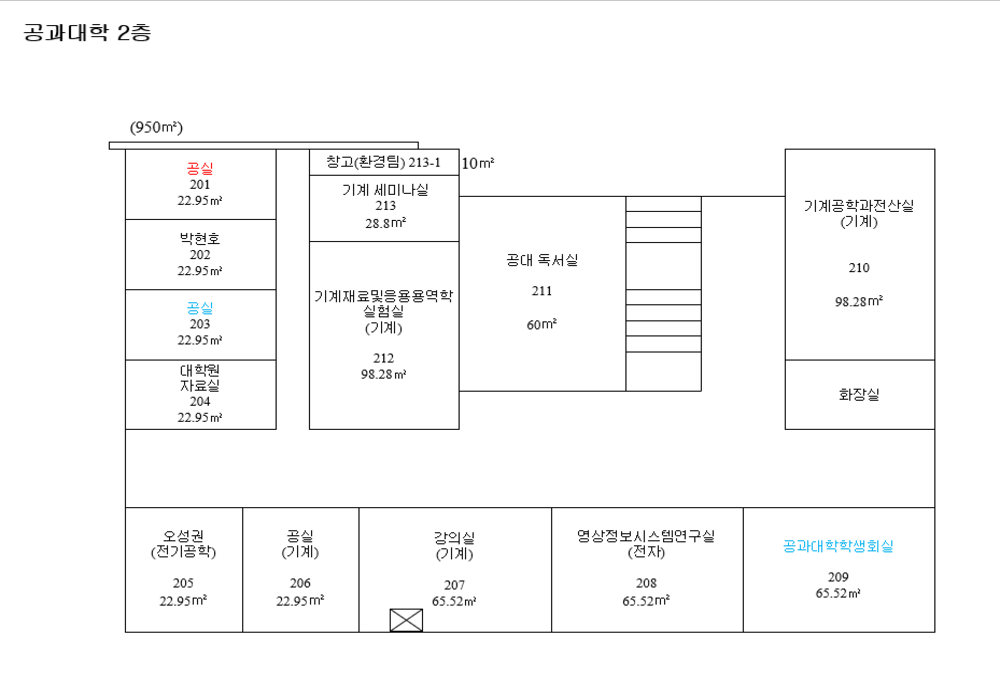 공과대학 2층
(950㎡)
공실
201
22.95㎡
박현호
202
22.95㎡
공실
203
22.95㎡
대학원
자료실
204
22.95㎡
창고(환경팀) 213-1
10㎡
기계 세미나실
213
28.8㎡
기계재료및응용용역학
실험실
(기계)
212
98.28㎡
공대 독서실
211
60㎡
기계공학과전산실
(기계)
210
98.28㎡
화장실
오성권
(전기공학)
205
22.95㎡
공실
(기계)
206
22.95㎡
강의실
(기계)
207
65.52㎡
영상정보시스템연구실
(전자)
208
65.52㎡
공과대학학생회실
209
65.52㎡